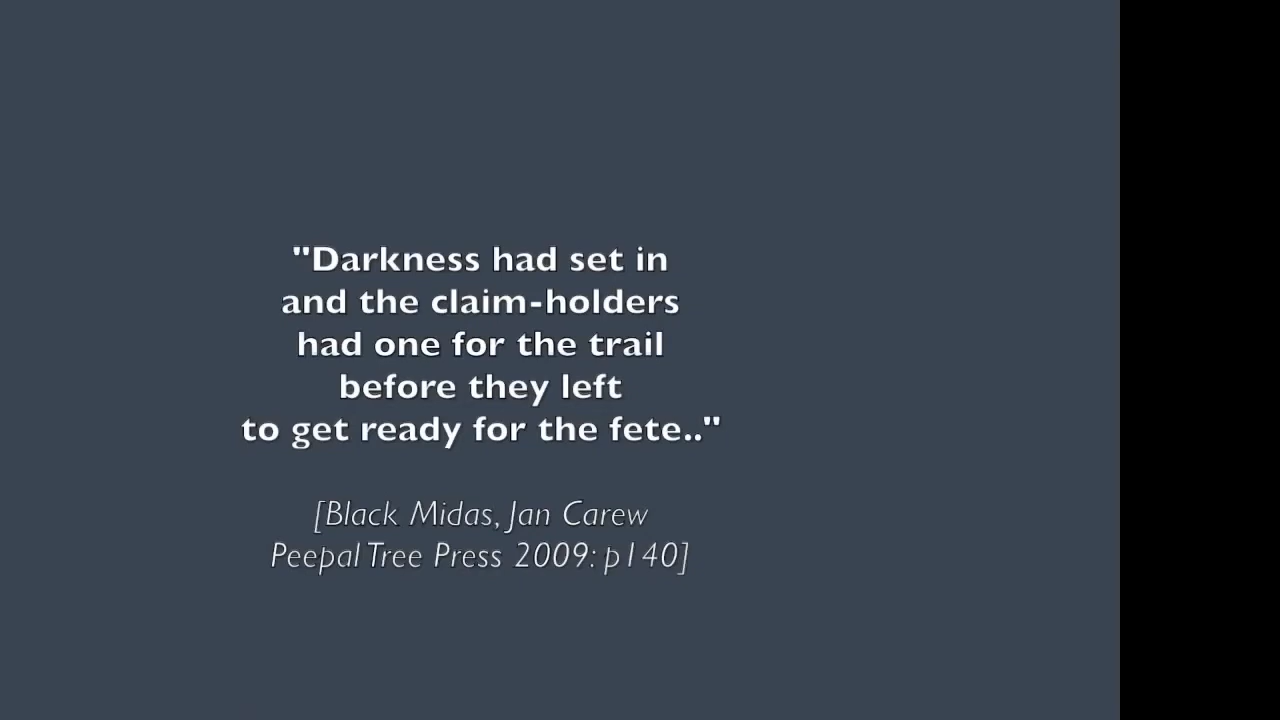 "Darkness had set in
and the claim-holders
had one for the trail
before they left
to get ready for the fete.."
[Black Midas, Jan Carew
Peepal Tree Press 2009: p140]